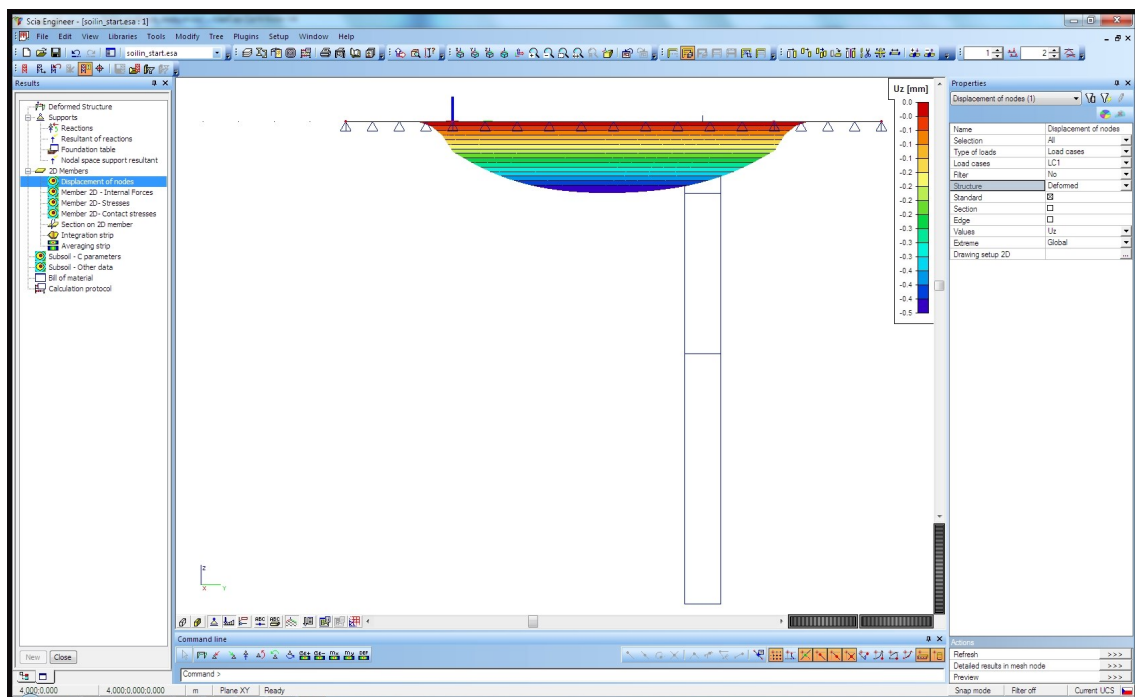 Scia Engineer - [soilin_start.esa : 1]
File Edit View Libraries Tools Modify Tree Plugins Setup Window Help
soilin_start.esa
1
2
Results
Deformed Structure
Supports
Reactions
Resultant of reactions
Foundation table
Nodal space support resultant
2D Members
Displacement of nodes
Member 2D - Internal Forces
Member 2D- Stresses
Member 2D- Contact stresses
Section on 2D member
Integration strip
Averaging strip
Subsoil - C parameters
Subsoil - Other data
Bill of material
Calculation protocol
New Close
Uz [mm]
0.0
-0.0
-0.1
-0.1
-0.1
-0.2
-0.2
-0.2
-0.2
-0.3
-0.3
-0.3
-0.4
-0.4
-0.4
-0.5
z
x Y
Properties
Displacement of nodes (1)
Name Displacement of nodes
Selection All
Type of loads Load cases
Load cases LC1
Filter No
Structure Deformed
Standard
Section
Edge
Values Uz
Extreme Global
Drawing setup 2D ...
Actions
Refresh >>>
Detailed results in mesh node >>>
Preview >>>
Command line
Command >
4,000;0.000 4,000;0.000;0.000 m Plane XY Ready Snap mode Filter off Current UCS